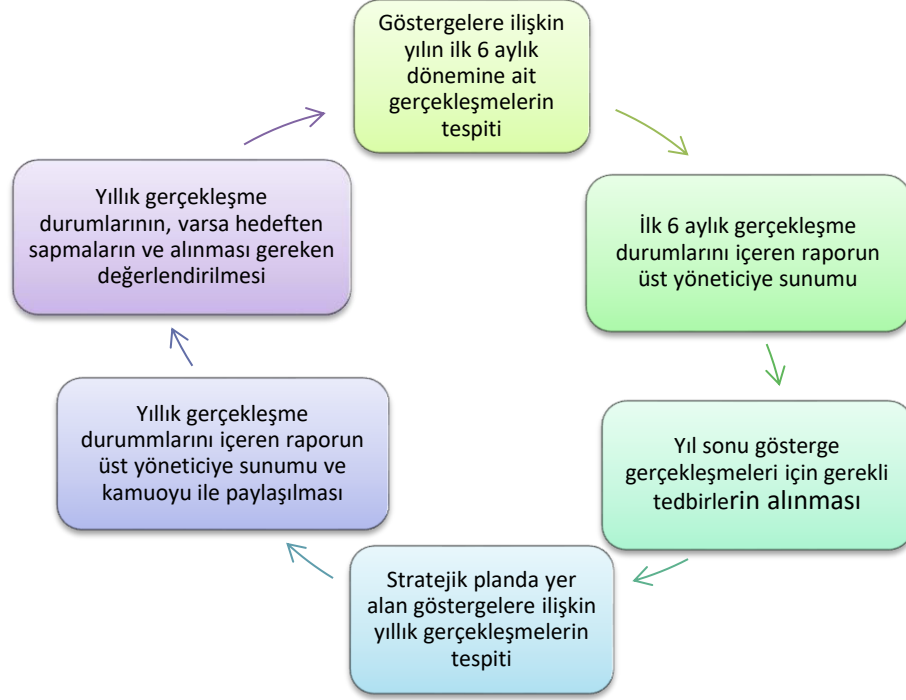 Göstergelere ilişkin
yılın ilk 6 aylık
dönemine ait
gerçekleşmelerin
tespiti
İlk 6 aylık gerçekleşme
durumlarını içeren raporun
üst yöneticiye sunumu
Yıl sonu gösterge
gerçekleşmeleri için gerekli
tedbirlerin alınması
Stratejik planda yer
alan göstergelere ilişkin
yıllık gerçekleşmelerin
tespiti
Yıllık gerçekleşme
durummlarını içeren raporun
üst yöneticiye sunumu ve
kamuoyu ile paylaşılması
Yıllık gerçekleşme
durumlarının, varsa hedeften
sapmaların ve alınması gereken
değerlendirilmesi